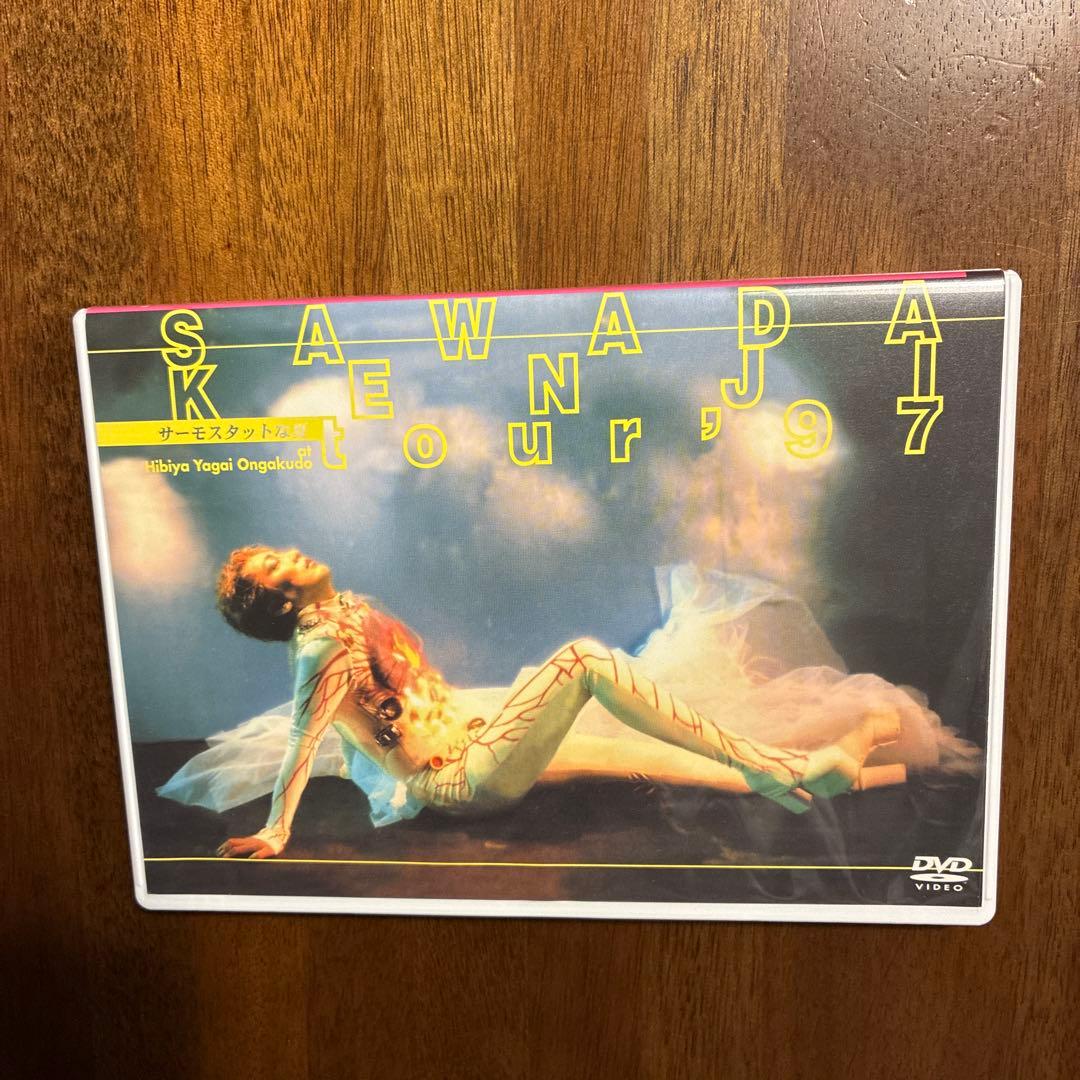 SAWADA
KENJI
tour '97
サーモスタットな夏
at
Hibiya Yagai Ongakudo
DVD
VIDEO